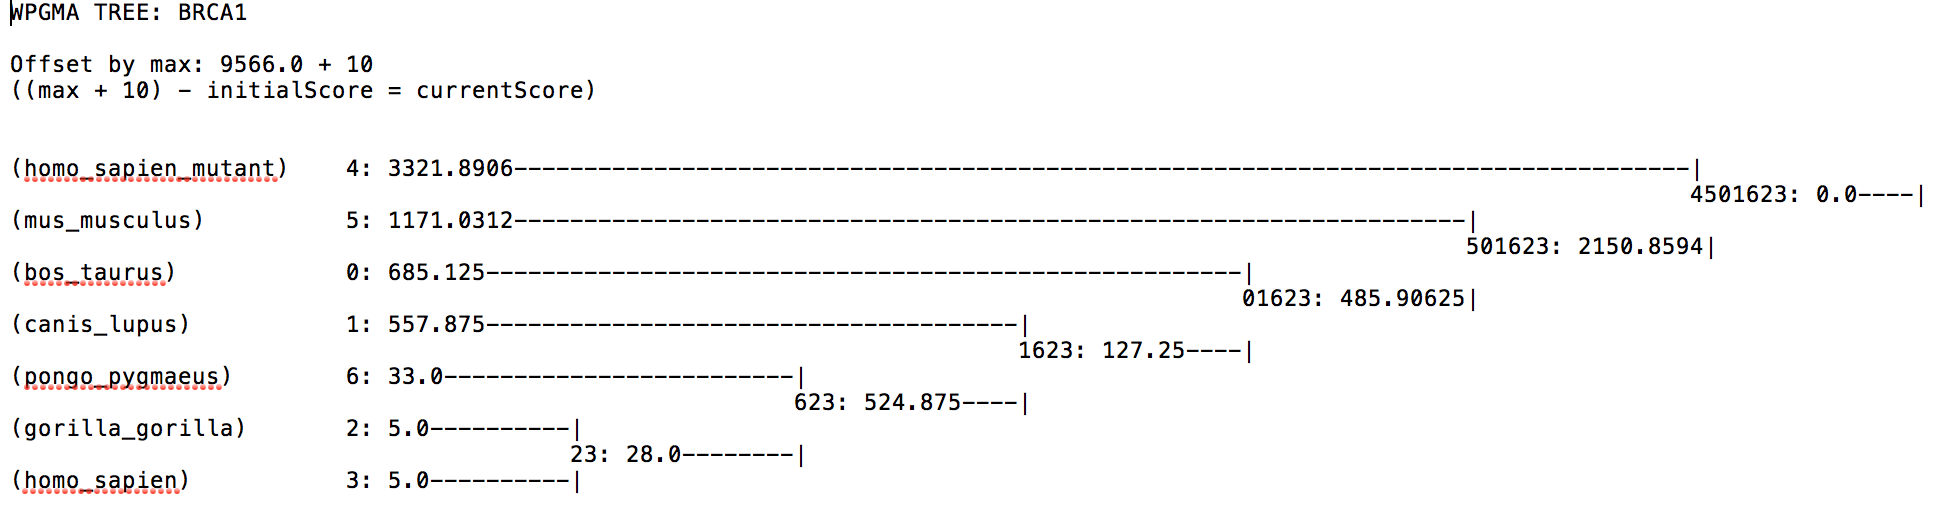 WPGMA TREE: BRCA1
Offset by max: 9566.0 + 10
((max + 10) - initialScore = currentScore)
(homo_sapien_mutant) 4: 3321.8906------------------------------------------------------------------------------------|
4501623: 0.0----|
(mus_musculus) 5: 1171.0312--------------------------------------------------------------------|
501623: 2150.8594|
(bos_taurus) 0: 685.125------------------------------------------------------|
01623: 485.90625|
(canis_lupus) 1: 557.875--------------------------------------|
1623: 127.25----|
(pongo_pygmaeus) 6: 33.0-------------------------|
623: 524.875----|
(gorilla_gorilla) 2: 5.0----------|
23: 28.0--------|
(homo_sapien) 3: 5.0----------|